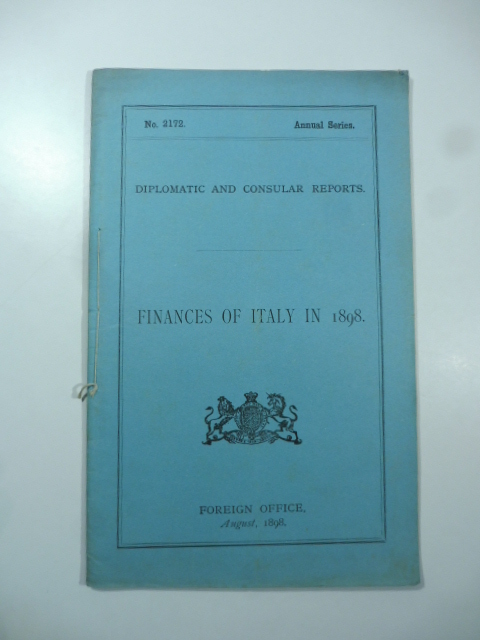 No. 2172. Annual Series.
DIPLOMATIC AND CONSULAR REPORTS.
FINANCES OF ITALY IN 1898.
FOREIGN OFFICE,
August, 1898.